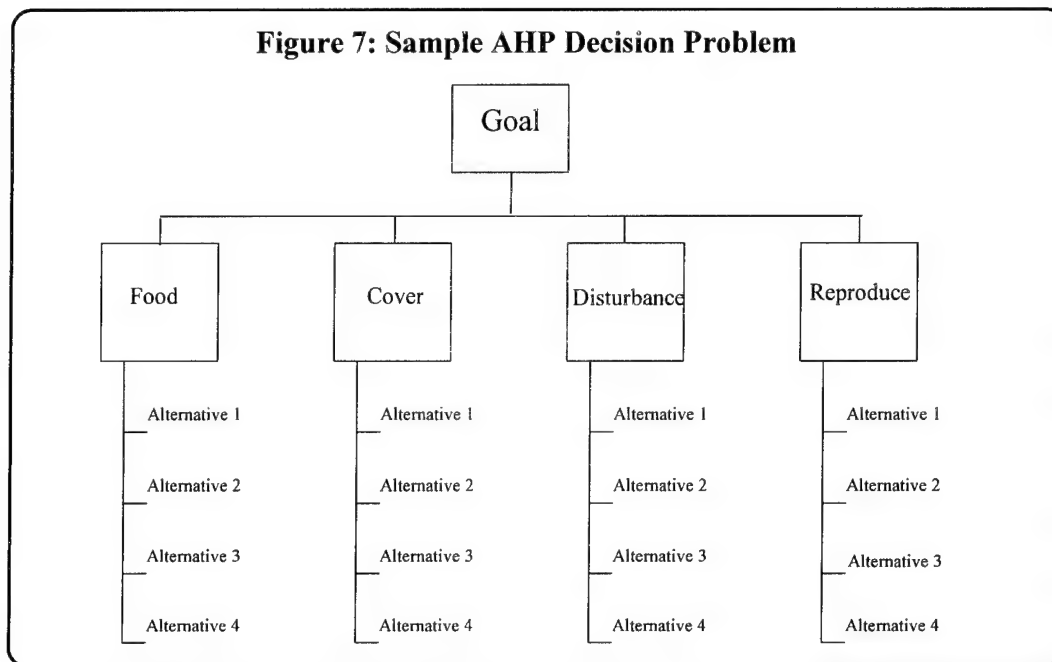 Figure 7: Sample AHP Decision Problem
Goal
Food
Cover
Disturbance
Reproduce
Alternative 1
Alternative 2
Alternative 3
Alternative 4
Alternative 1
Alternative 2
Alternative 3
Alternative 4
Alternative 1
Alternative 2
Alternative 3
Alternative 4
Alternative 1
Alternative 2
Alternative 3
Alternative 4